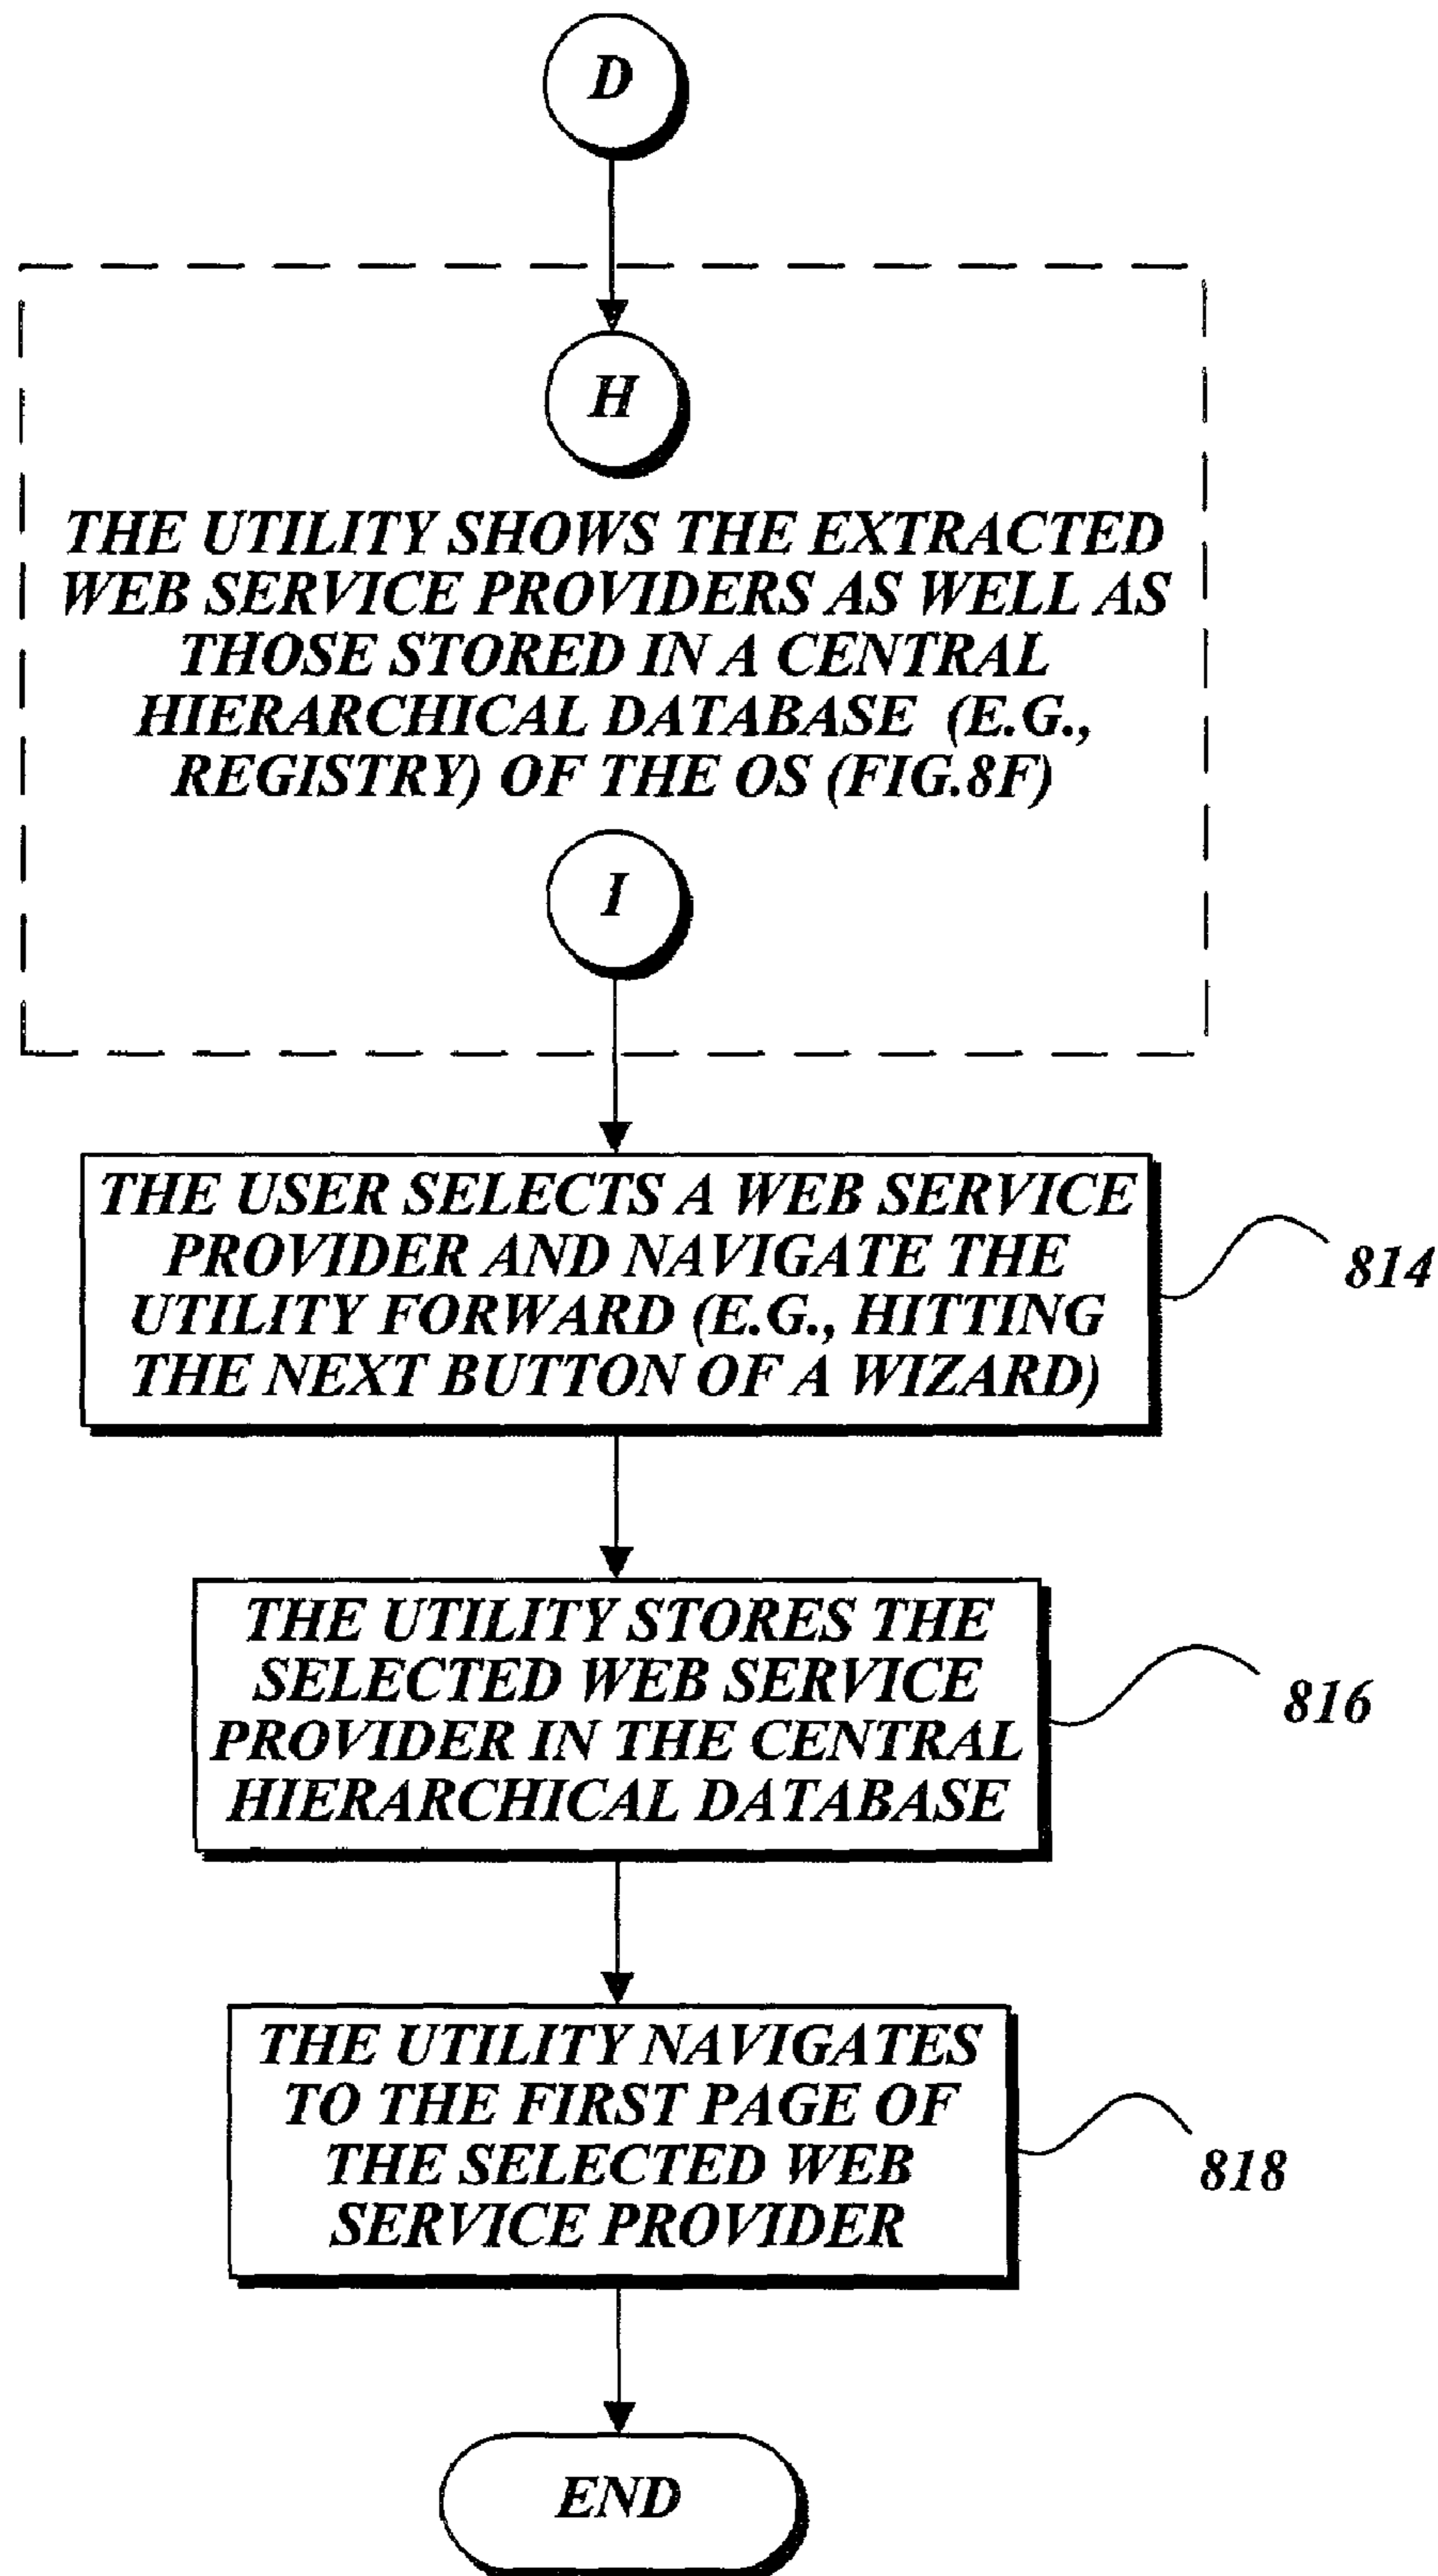 D
H
THE UTILITY SHOWS THE EXTRACTED
WEB SERVICE PROVIDERS AS WELL AS
THOSE STORED IN A CENTRAL
HIERARCHICAL DATABASE (E.G.,
REGISTRY) OF THE OS (FIG.8F)
I
THE USER SELECTS A WEB SERVICE
PROVIDER AND NAVIGATE THE
UTILITY FORWARD (E.G., HITTING
THE NEXT BUTTON OF A WIZARD)
814
THE UTILITY STORES THE
SELECTED WEB SERVICE
PROVIDER IN THE CENTRAL
HIERARCHICAL DATABASE
816
THE UTILITY NAVIGATES
TO THE FIRST PAGE OF
THE SELECTED WEB
SERVICE PROVIDER
818
END